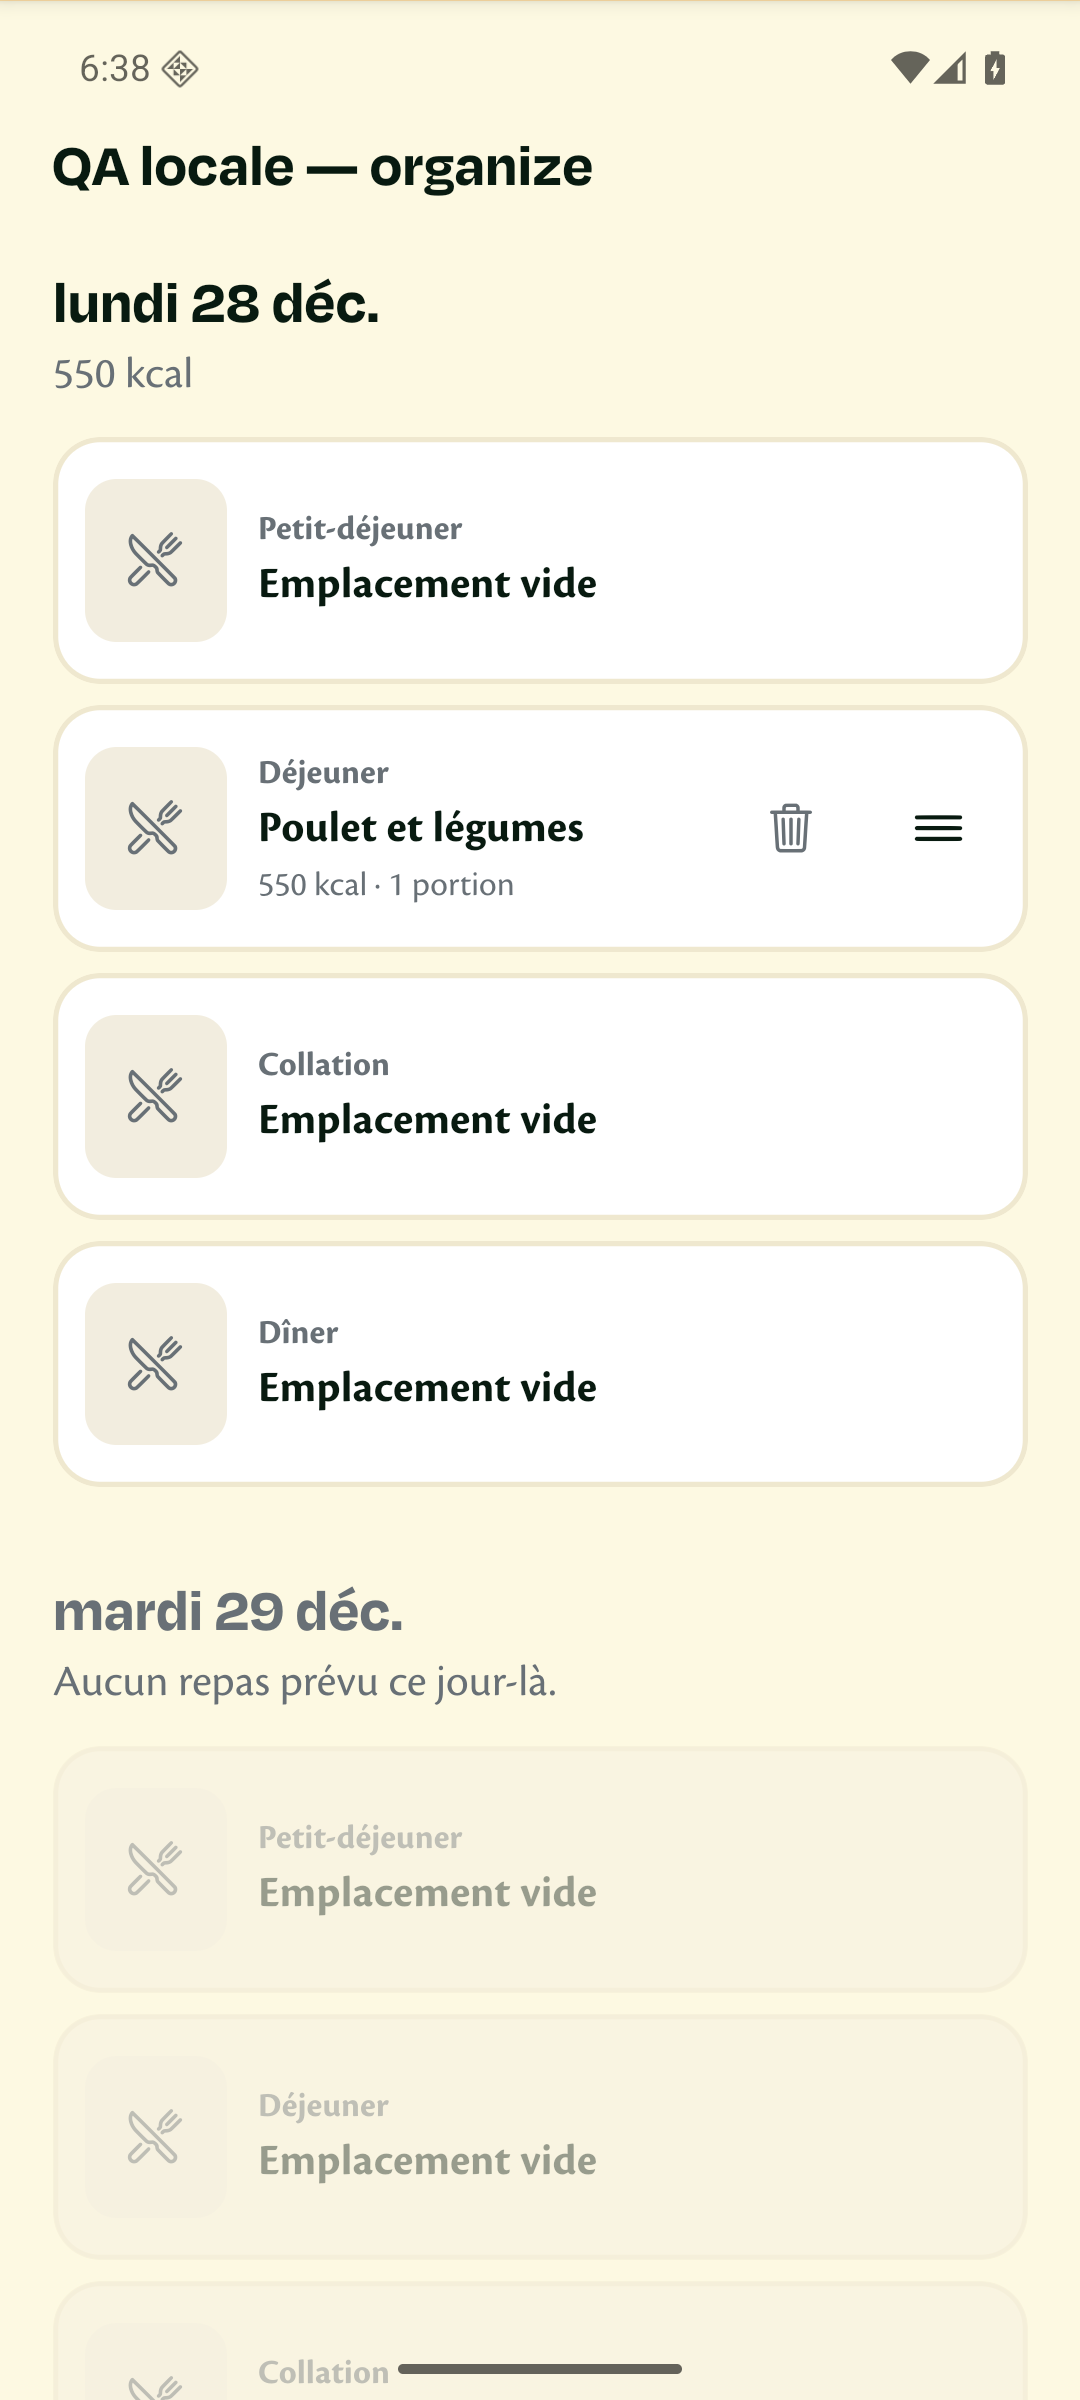 6:38
QA locale — organize
lundi 28 déc.
550 kcal
Petit-déjeuner
Emplacement vide
Déjeuner
Poulet et légumes
550 kcal · 1 portion
Collation
Emplacement vide
Dîner
Emplacement vide
mardi 29 déc.
Aucun repas prévu ce jour-là.
Petit-déjeuner
Emplacement vide
Déjeuner
Emplacement vide
Collation